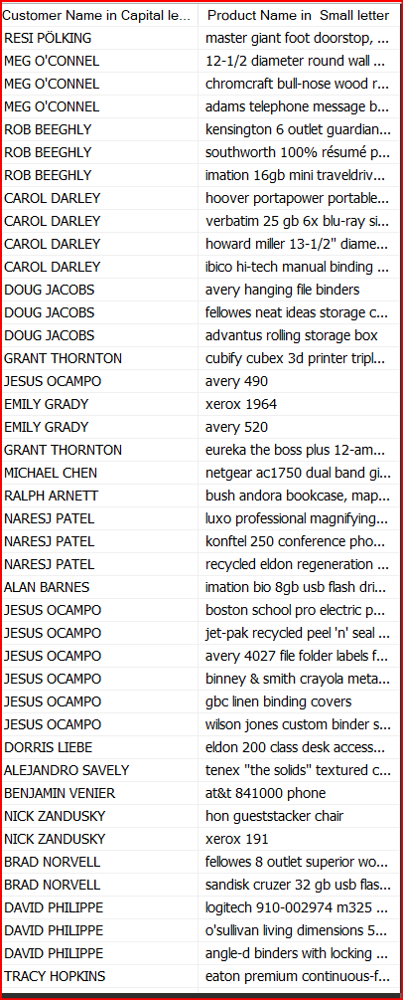 Customer Name in Capital le... Product Name in Small letter
RESI PÖLKING master giant foot doorstop, ...
MEG O'CONNEL 12-1/2 diameter round wall ...
MEG O'CONNEL chromcraft bull-nose wood r...
MEG O'CONNEL adams telephone message b...
ROB BEEGHLY kensington 6 outlet guardian...
ROB BEEGHLY southworth 100% résumé p...
ROB BEEGHLY imation 16gb mini traveldriv...
CAROL DARLEY hoover portapower portable...
CAROL DARLEY verbatim 25 gb 6x blu-ray si...
CAROL DARLEY howard miller 13-1/2" diame...
CAROL DARLEY ibico hi-tech manual binding ...
DOUG JACOBS avery hanging file binders
DOUG JACOBS fellowes neat ideas storage c...
DOUG JACOBS advantus rolling storage box
GRANT THORNTON cubify cubex 3d printer tripl...
JESUS OCAMPO avery 490
EMILY GRADY xerox 1964
EMILY GRADY avery 520
GRANT THORNTON eureka the boss plus 12-am...
MICHAEL CHEN netgear ac1750 dual band gi...
RALPH ARNETT bush andora bookcase, map...
NARESJ PATEL luxo professional magnifying...
NARESJ PATEL konftel 250 conference pho...
NARESJ PATEL recycled eldon regeneration ...
ALAN BARNES imation bio 8gb usb flash dri...
JESUS OCAMPO boston school pro electric p...
JESUS OCAMPO jet-pak recycled peel 'n' seal ...
JESUS OCAMPO avery 4027 file folder labels f...
JESUS OCAMPO binney & smith crayola meta...
JESUS OCAMPO gbc linen binding covers
JESUS OCAMPO wilson jones custom binder s...
DORRIS LIEBE eldon 200 class desk access...
ALEJANDRO SAVELY tenex "the solids" textured c...
BENJAMIN VENIER at&t 841000 phone
NICK ZANDUSKY hon gueststacker chair
NICK ZANDUSKY xerox 191
BRAD NORVELL fellowes 8 outlet superior wo...
BRAD NORVELL sandisk cruzer 32 gb usb flas...
DAVID PHILIPPE logitech 910-002974 m325 ...
DAVID PHILIPPE o'sullivan living dimensions 5...
DAVID PHILIPPE angle-d binders with locking ...
TRACY HOPKINS eaton premium continuous-f...